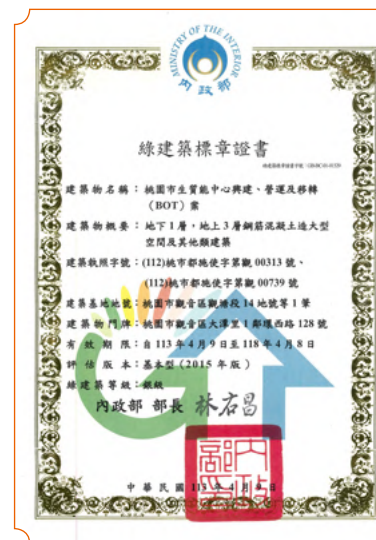 MINISTRY OF THE INTERIOR
內政部
綠建築標章證書
建築物名稱：桃園市生質能中心興建、營運及移轉
（BOT）案
建築物概要：地下1層，地上3層鋼筋混凝土造大型
空間及其他類建築
建築執照字號：(112)桃市都施使字第觀00313號、
(112)桃市都施使字第觀00739號
建築基地地號：桃園市觀音區觀塘段14地號等1筆
建築物門牌：桃園市觀音區大潭里1鄰環西路128號
有效期限：自113年4月9日至118年4月8日
評估版本：基本型（2015年版）
綠建築等級：銀級
內政部 部長 林右昌
中華民國113年4月9日